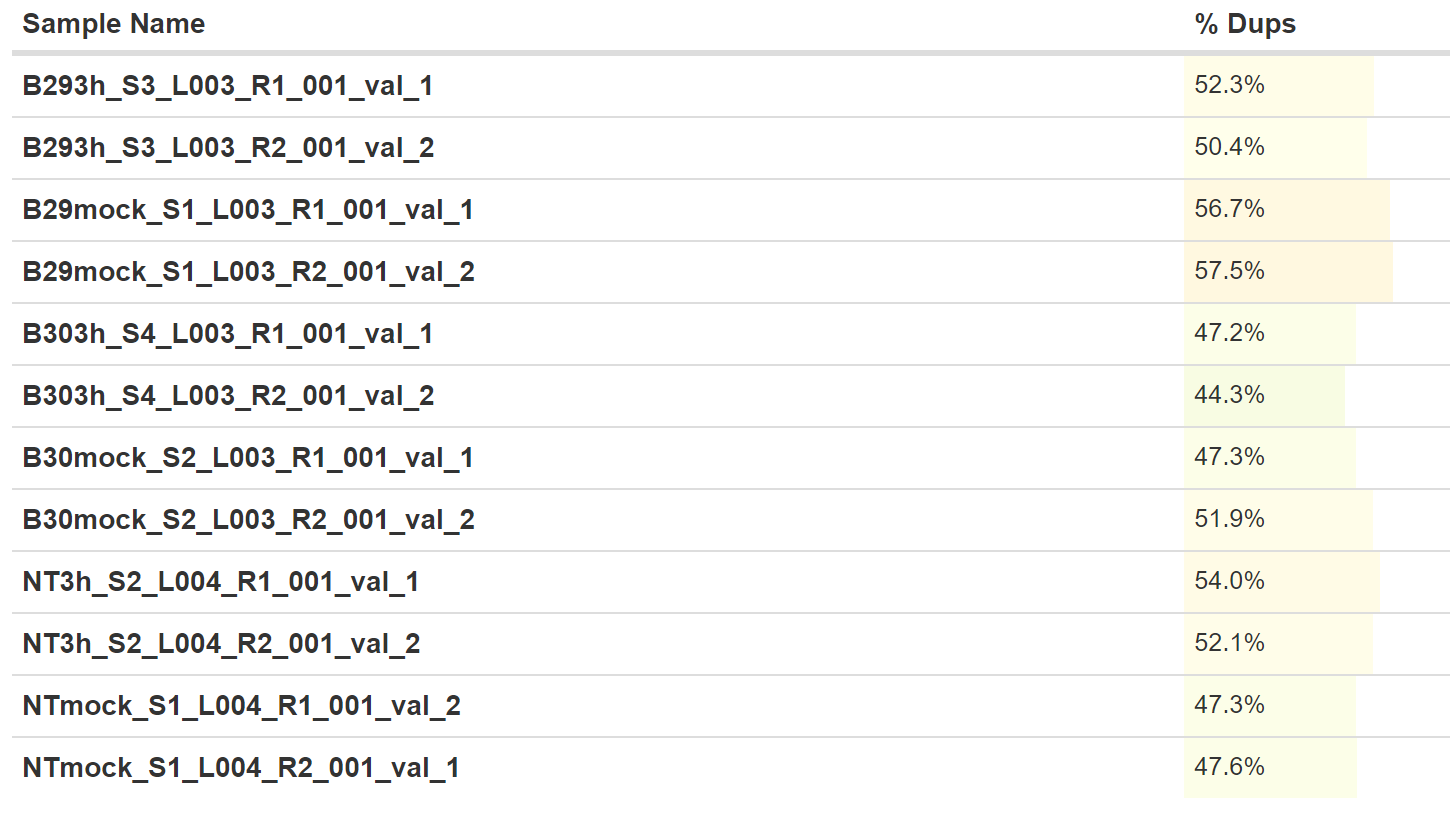 Sample Name % Dups
B293h_S3_L003_R1_001_val_1 52.3%
B293h_S3_L003_R2_001_val_2 50.4%
B29mock_S1_L003_R1_001_val_1 56.7%
B29mock_S1_L003_R2_001_val_2 57.5%
B303h_S4_L003_R1_001_val_1 47.2%
B303h_S4_L003_R2_001_val_2 44.3%
B30mock_S2_L003_R1_001_val_1 47.3%
B30mock_S2_L003_R2_001_val_2 51.9%
NT3h_S2_L004_R1_001_val_1 54.0%
NT3h_S2_L004_R2_001_val_2 52.1%
NTmock_S1_L004_R1_001_val_2 47.3%
NTmock_S1_L004_R2_001_val_1 47.6%